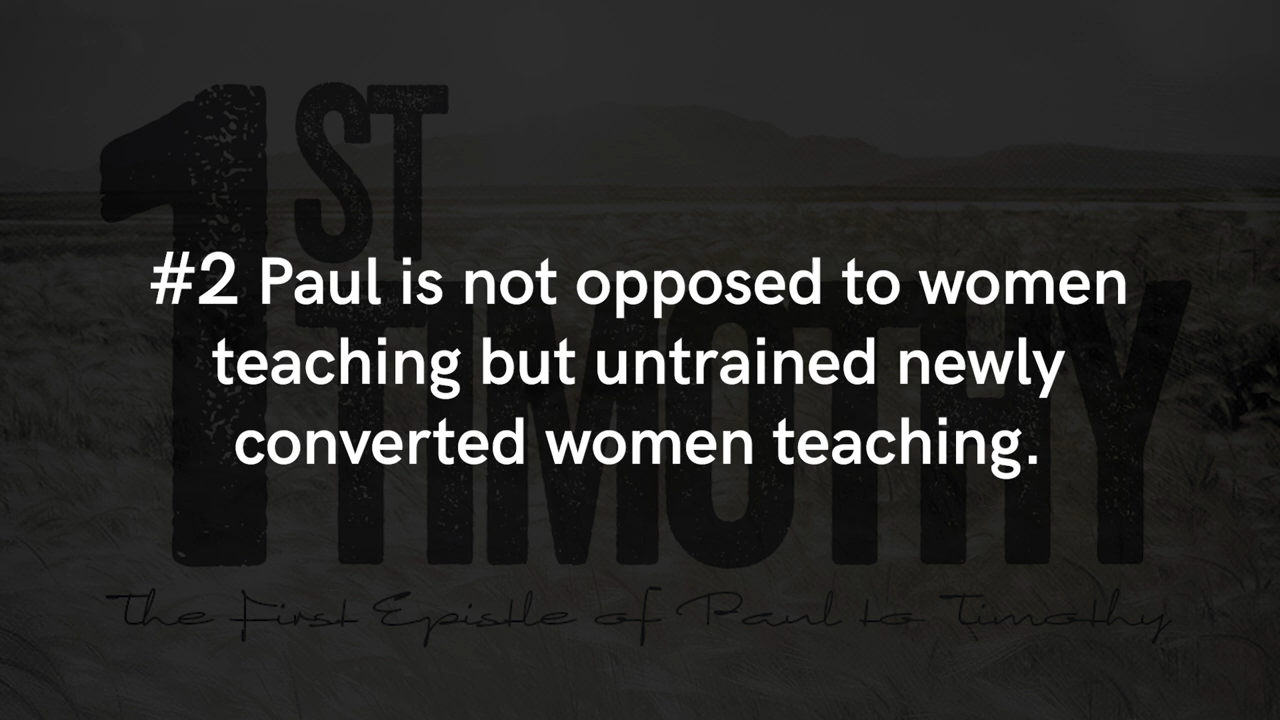 1ST
TIMOTHY
#2 Paul is not opposed to women
teaching but untrained newly
converted women teaching.
The First Epistle of Paul to Timothy